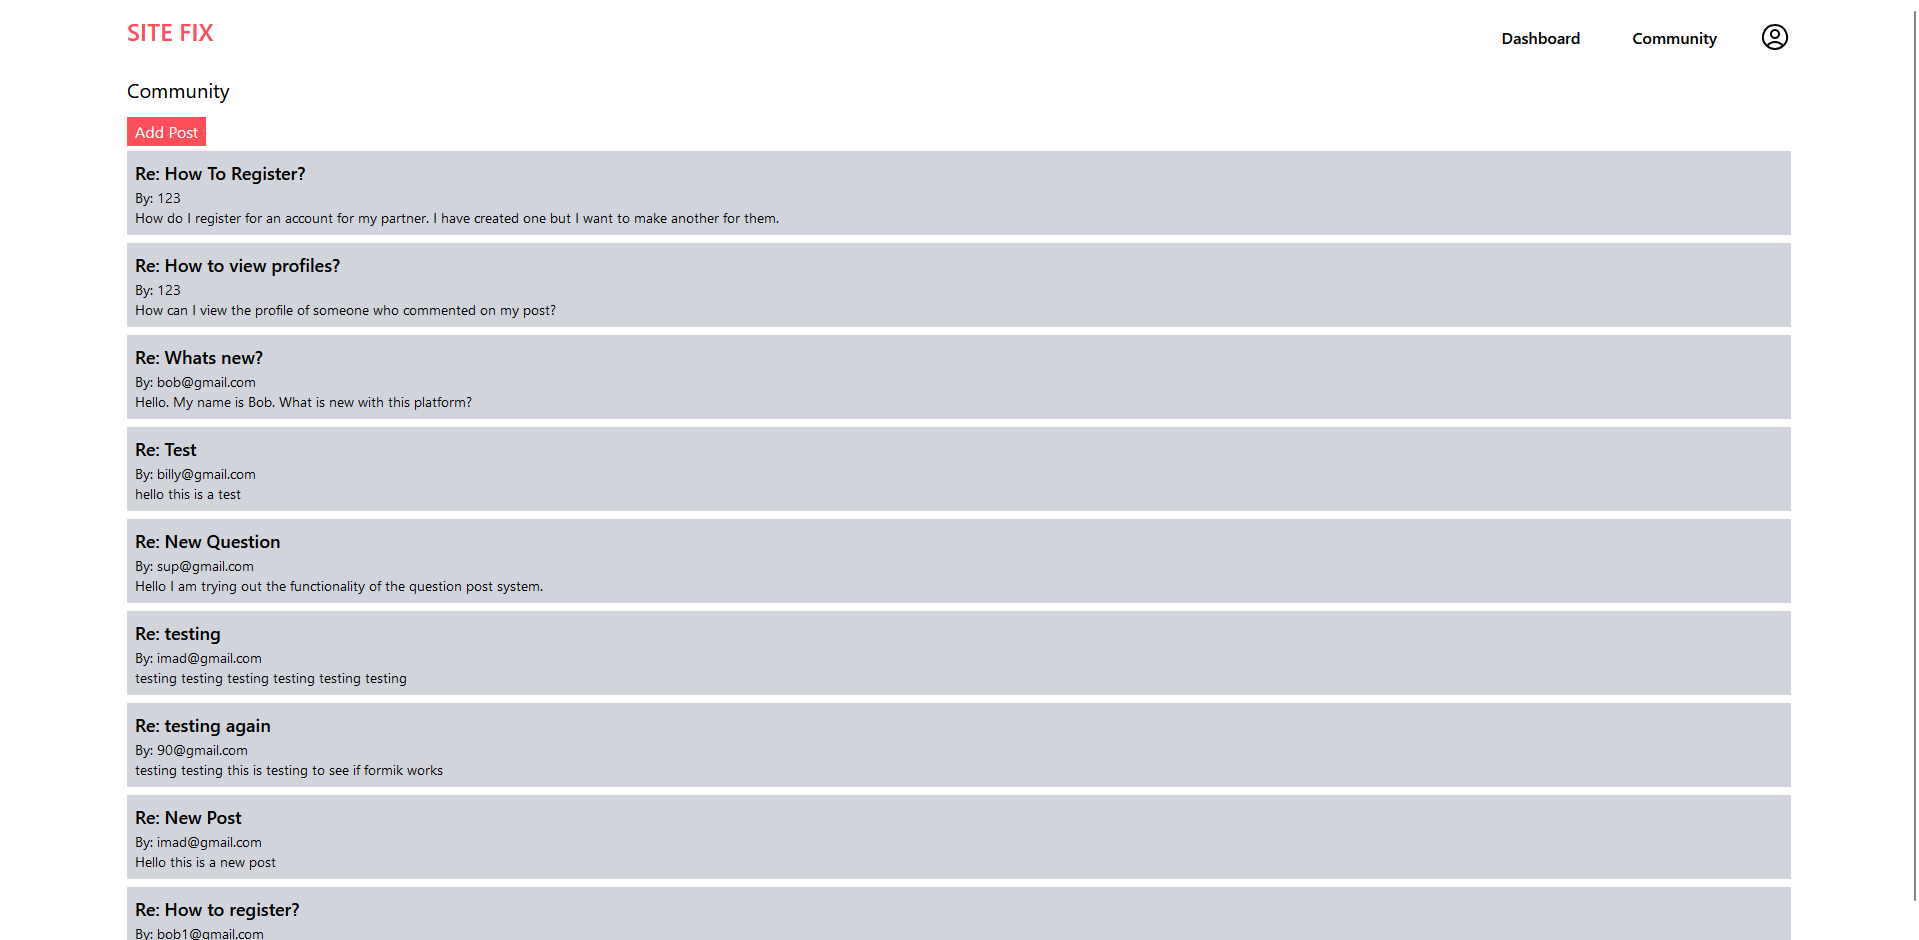 SITE FIX
Dashboard
Community
Community
Add Post
Re: How To Register?
By: 123
How do I register for an account for my partner. I have created one but I want to make another for them.
Re: How to view profiles?
By: 123
How can I view the profile of someone who commented on my post?
Re: Whats new?
By: bob@gmail.com
Hello. My name is Bob. What is new with this platform?
Re: Test
By: billy@gmail.com
hello this is a test
Re: New Question
By: sup@gmail.com
Hello I am trying out the functionality of the question post system.
Re: testing
By: imad@gmail.com
testing testing testing testing testing testing
Re: testing again
By: 90@gmail.com
testing testing this is testing to see if formik works
Re: New Post
By: imad@gmail.com
Hello this is a new post
Re: How to register?
By: bob1@gmail.com